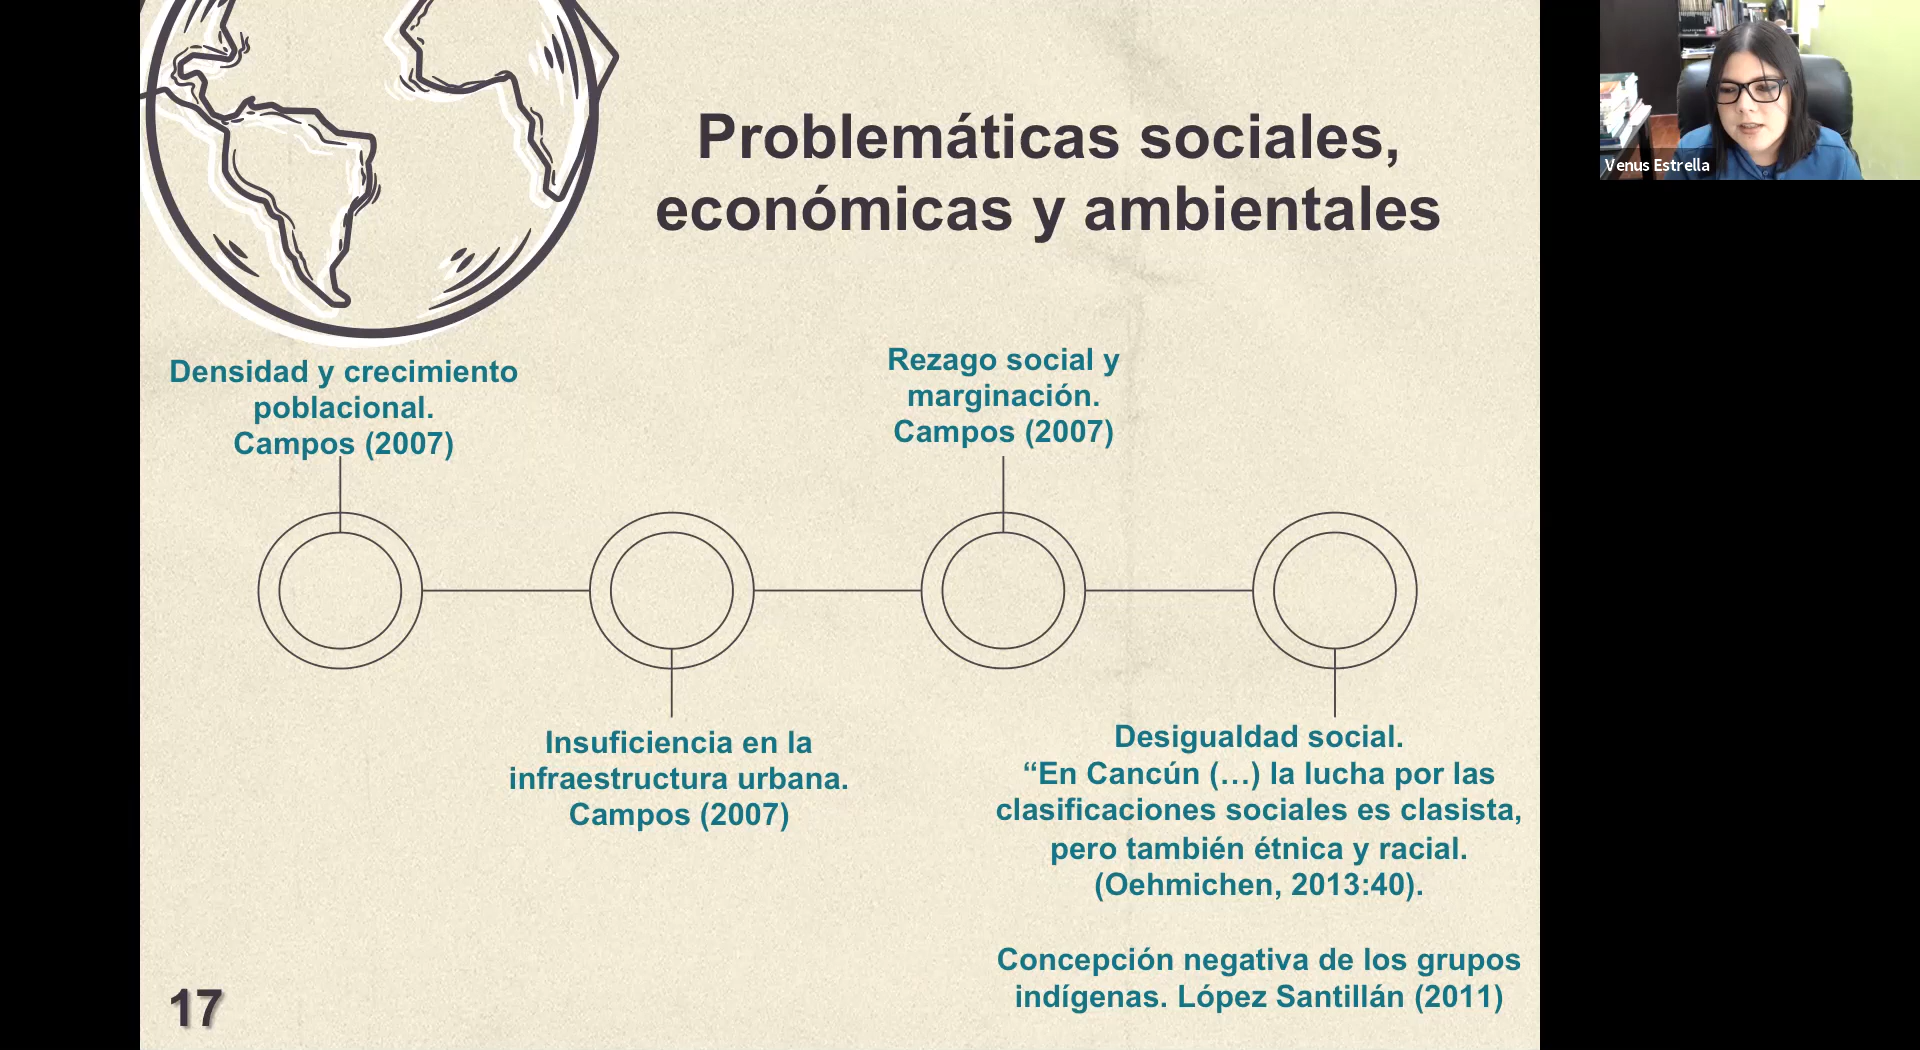 Problemáticas sociales,
económicas y ambientales
Densidad y crecimiento
poblacional.
Campos (2007)
Insuficiencia en la
infraestructura urbana.
Campos (2007)
Rezago social y
marginación.
Campos (2007)
Desigualdad social.
“En Cancún (…) la lucha por las
clasificaciones sociales es clasista,
pero también étnica y racial.
(Oehmichen, 2013:40).
Concepción negativa de los grupos
indígenas. López Santillán (2011)
17
Venus Estrella